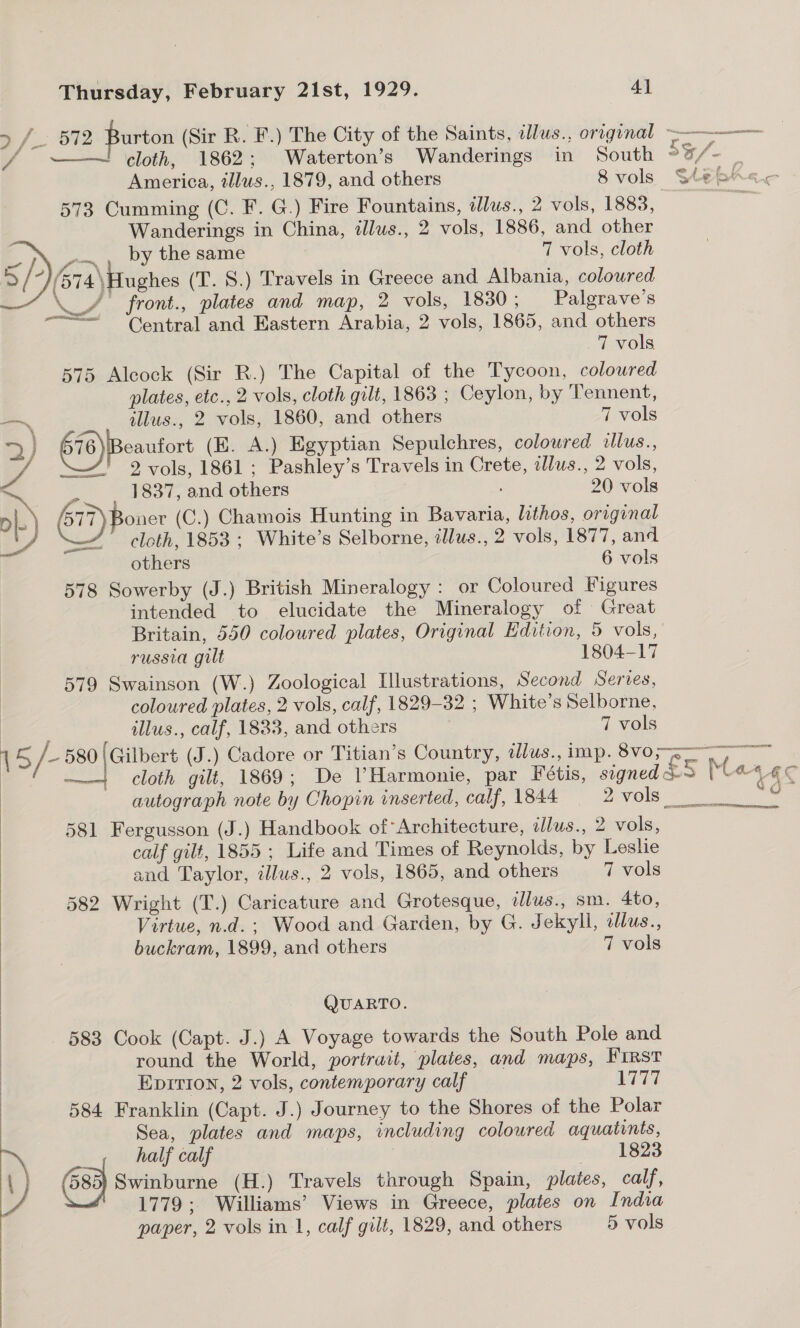 Thursday, February 21st, 1929. 41
572 Burton (Sir R. F.) The City of the Saints, illus., original
cloth, 1862; Waterton's Wanderings in South
America, illus., 1879, and others 8 vols
573 Cumming (C. F. G.) Fire Fountains, illus., 2 vols, 1883,
Wanderings in China, illus., 2 vols, 1886, and other
by the same 7 vols, cloth
574 Hughes (T. S.) Travels in Greece and Albania, coloured
front., plates and map, 2 vols, 1830; Palgrave's
Central and Eastern Arabia, 2 vols, 1865, and others
7 vols
575 Alcock (Sir R.) The Capital of the Tycoon, coloured
plates, etc., 2 vols, cloth gilt, 1863; Ceylon, by Tennent,
illus., 2 vols, 1860, and others 7 vols
576 Beaufort (E. A.) Egyptian Sepulchres, coloured illus.,
2 vols, 1861; Pashley's Travels in Crete, illus., 2 vols,
1837, and others 20 vols
577 Boner (C.) Chamois Hunting in Bavaria, lithos, original
cloth, 1853; White's Selborne, illus., 2 vols, 1877, and
others 6 vols
578 Sowerby (J.) British Mineralogy: or Coloured Figures
intended to elucidate the Mineralogy of Great
Britain, 550 coloured plates, Original Edition, 5 vols,
russia gilt 1804-17
579 Swainson (W.) Zoological Illustrations, Second Series,
coloured plates, 2 vols, calf, 1829-32; White's Selborne,
illus., calf, 1833, and others 7 vols
15/- 580 Gilbert (J.) Cadore or Titian's Country, illus., imp. 8vo,
cloth gilt, 1869; De l'Harmonie, par Fétis, signed £5 Maggs
autograph note by Chopin inserted, calf, 1844 2 vols
581 Fergusson (J.) Handbook of Architecture, illus., 2 vols,
calf gilt, 1855; Life and Times of Reynolds, by Leslie
and Taylor, illus., 2 vols, 1865, and others 7 vols
582 Wright (T.) Caricature and Grotesque, illus., sm. 4to,
Virtue, n.d.; Wood and Garden, by G. Jekyll, illus.,
buckram, 1899, and others 7 vols
QUARTO.
583 Cook (Capt. J.) A Voyage towards the South Pole and
round the World, portrait, plates, and maps, FIRST
EDITION, 2 vols, contemporary calf 1777
584 Franklin (Capt. J.) Journey to the Shores of the Polar
Sea, plates and maps, including coloured aquatints,
half calf 1823
585 Swinburne (H.) Travels through Spain, plates, calf,
1779; Williams' Views in Greece, plates on India
paper, 2 vols in 1, calf gilt, 1829, and others 5 vols